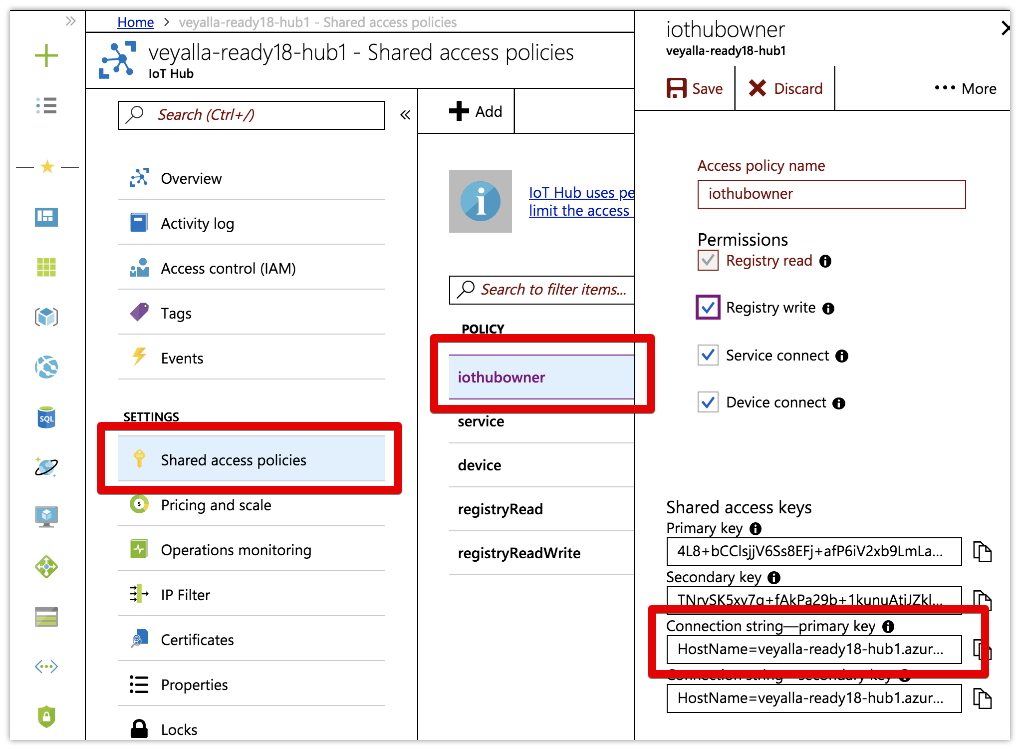 Home > veyalla-ready18-hub1 - Shared access policies
veyalla-ready18-hub1 - Shared access policies
IoT Hub
Search (Ctrl+/)
Overview
Activity log
Access control (IAM)
Tags
Events
SETTINGS
Shared access policies
Pricing and scale
Operations monitoring
IP Filter
Certificates
Properties
Locks
Add
IoT Hub uses pe
limit the access
Search to filter items...
POLICY
iothubowner
service
device
registryRead
registryReadWrite
iothubowner
veyalla-ready18-hub1
Save
Discard
More
Access policy name
iothubowner
Permissions
Registry read
Registry write
Service connect
Device connect
Shared access keys
Primary key
4L8+bCClsjjV6Ss8EFj+afP6iV2xb9LmLa...
Secondary key
Connection string—primary key
HostName=veyalla-ready18-hub1.azur...
Connection string—secondary key
HostName=veyalla-ready18-hub1.azur...